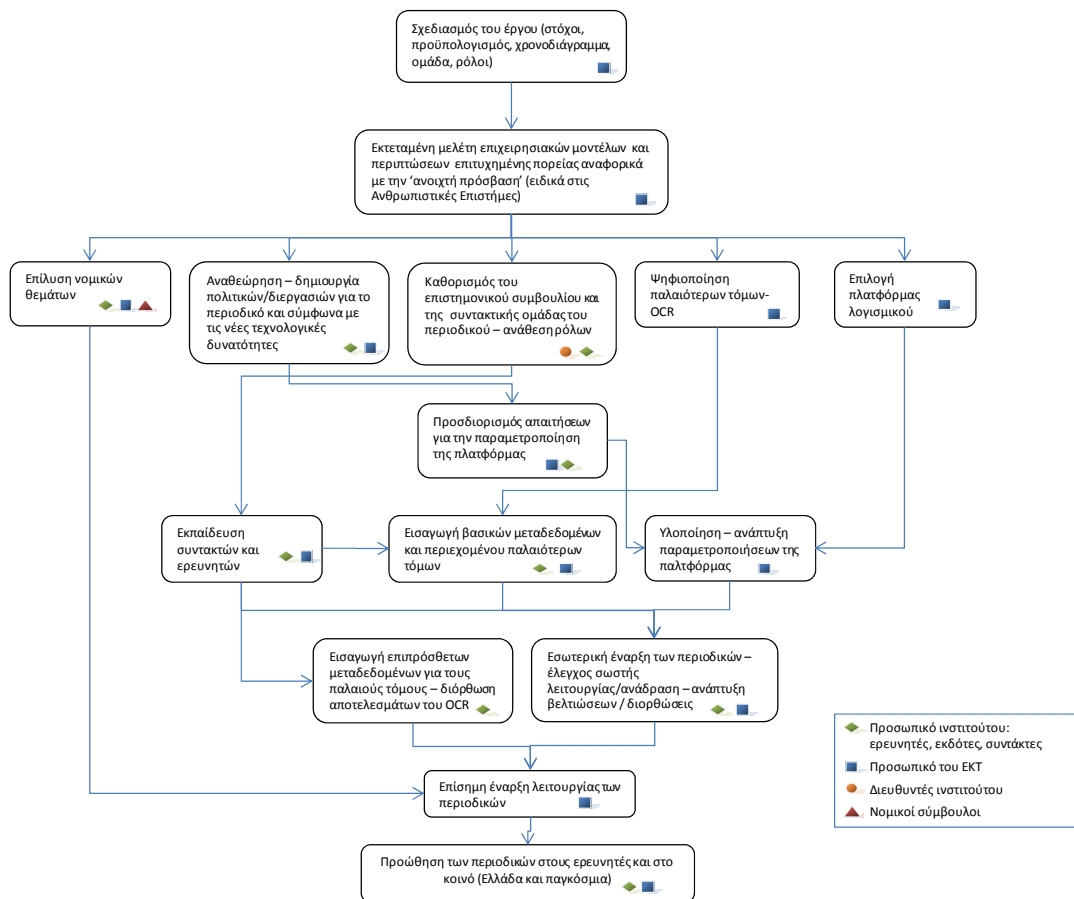 Σχεδιασμός του έργου (στόχοι,
προϋπολογισμός, χρονοδιάγραμμα,
ομάδα, ρόλοι)
Εκτεταμένη μελέτη επιχειρησιακών μοντέλων και
περιπτώσεων επιτυχημένης πορείας αναφορικά
με την ‘ανοιχτή πρόσβαση’ (ειδικά στις
Ανθρωπιστικές Επιστήμες)
Επίλυση νομικών
θεμάτων
Αναθεώρηση – δημιουργία
πολιτικών/διεργασιών για το
περιοδικό και σύμφωνα με
τις νέες τεχνολογικές
δυνατότητες
Καθορισμός του
επιστημονικού συμβουλίου και
της συντακτικής ομάδας του
περιοδικού – ανάθεση ρόλων
Ψηφιοποίηση
παλαιότερων τόμων-
OCR
Επιλογή
πλατφόρμας
λογισμικού
Προσδιορισμός απαιτήσεων
για την παραμετροποίηση
της πλατφόρμας
Εκπαίδευση
συντακτών και
ερευνητών
Εισαγωγή βασικών μεταδεδομένων
και περιεχομένου παλαιότερων
τόμων
Υλοποίηση – ανάπτυξη
παραμετροποιήσεων της
παλτφόρμας
Εισαγωγή επιπρόσθετων
μεταδεδομένων για τους
παλαιούς τόμους – διόρθωση
αποτελεσμάτων του OCR
Εσωτερική έναρξη των περιοδικών –
έλεγχος σωστής
λειτουργίας/ανάδραση – ανάπτυξη
βελτιώσεων / διορθώσεις
Προσωπικό ινστιτούτου:
ερευνητές, εκδότες, συντάκτες
Προσωπικό του ΕΚΤ
Διευθυντές ινστιτούτου
Νομικοί σύμβουλοι
Επίσημη έναρξη λειτουργίας των
περιοδικών
Προώθηση των περιοδικών στους ερευνητές και στο
κοινό (Ελλάδα και παγκόσμια)